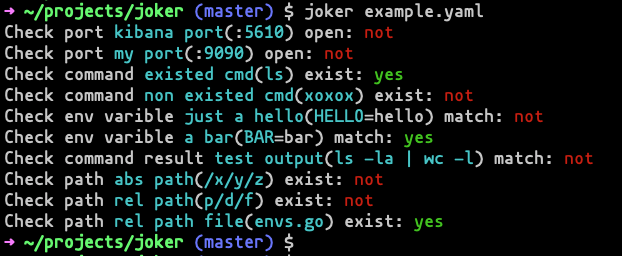 ➜ ~/projects/joker (master) $ joker example.yaml
Check port kibana port(:5610) open: not
Check port my port(:9090) open: not
Check command existed cmd(ls) exist: yes
Check command non existed cmd(xoxox) exist: not
Check env varible just a hello(HELLO=hello) match: not
Check env varible a bar(BAR=bar) match: yes
Check command result test output(ls -la | wc -l) match: not
Check path abs path(/x/y/z) exist: not
Check path rel path(p/d/f) exist: not
Check path rel path file(envs.go) exist: yes
➜ ~/projects/joker (master) $